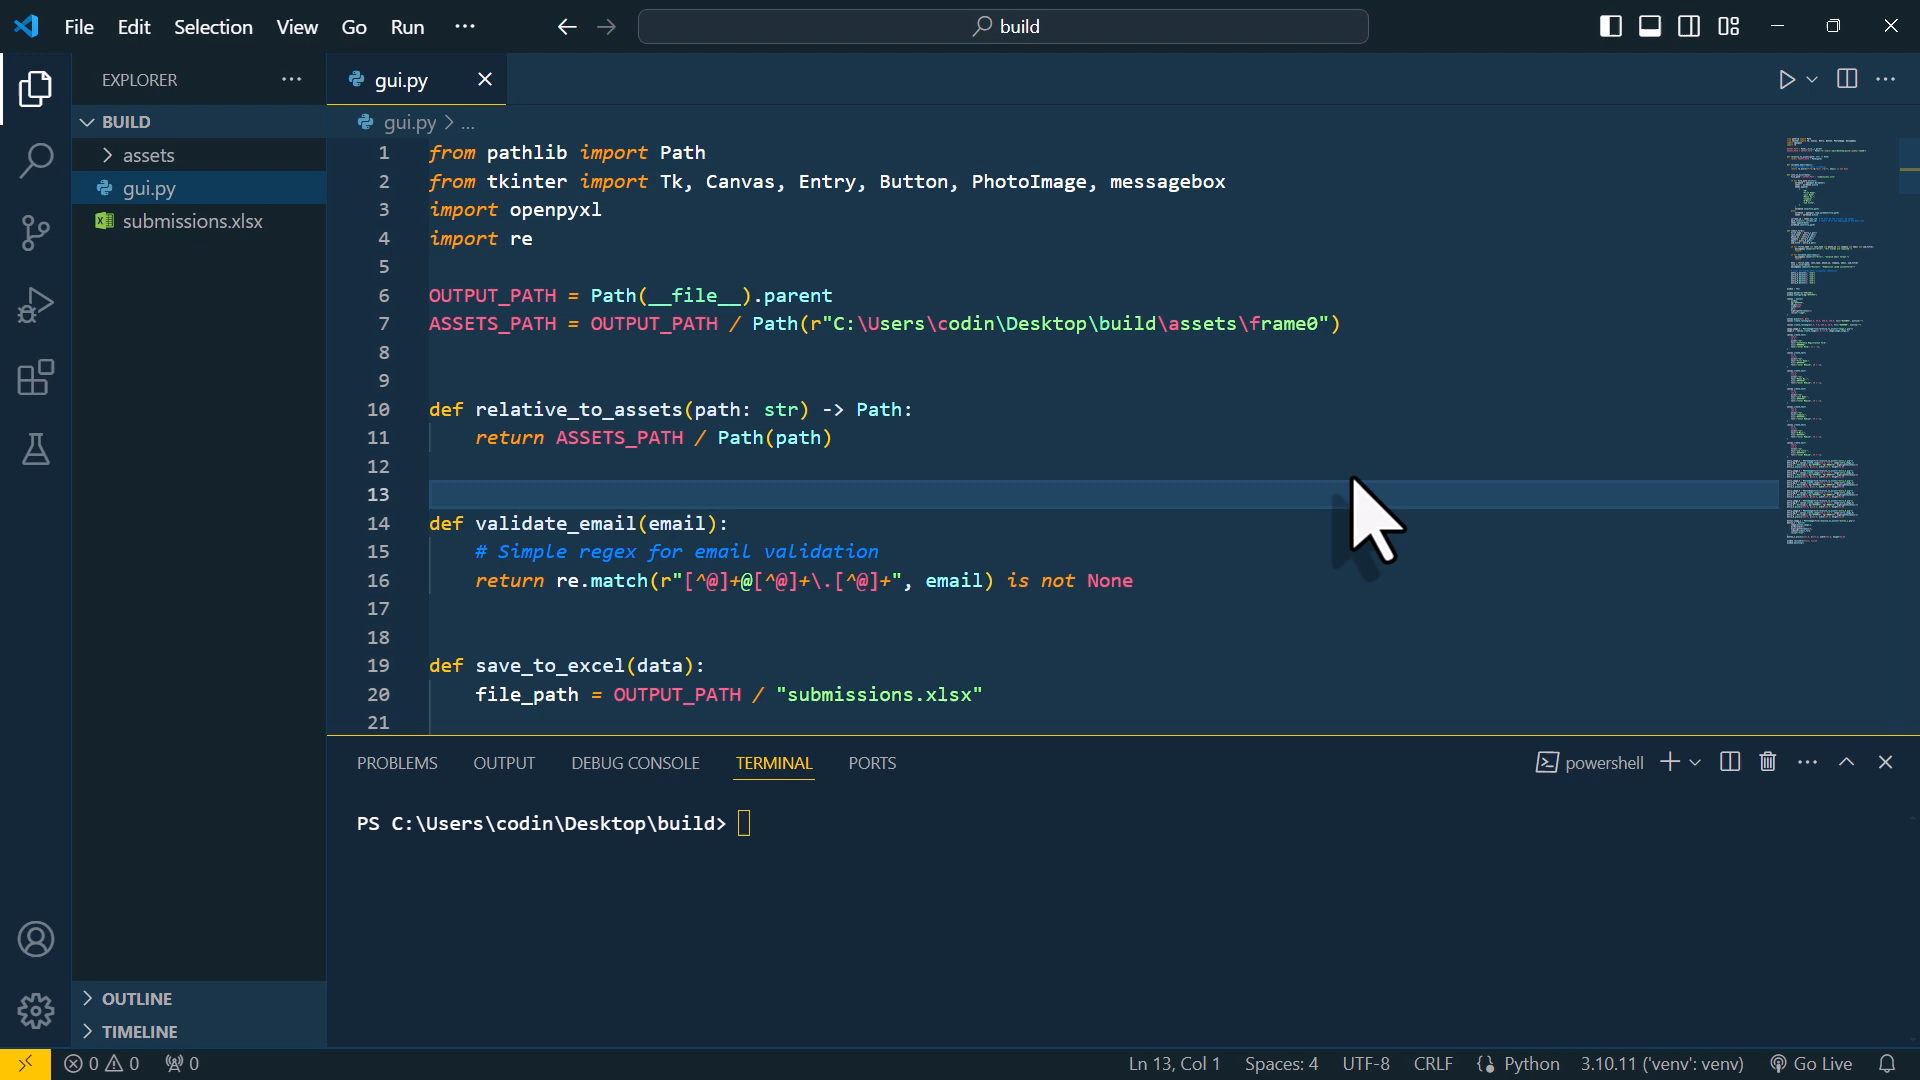 File Edit Selection View Go Run ···
build
EXPLORER ···
gui.py
BUILD
gui.py > ...
assets
gui.py
submissions.xlsx
1 from pathlib import Path
2 from tkinter import Tk, Canvas, Entry, Button, PhotoImage, messagebox
3 import openpyxl
4 import re
5
6 OUTPUT_PATH = Path(__file__).parent
7 ASSETS_PATH = OUTPUT_PATH / Path(r"C:\Users\codin\Desktop\build\assets\frame0")
8
9
10 def relative_to_assets(path: str) -> Path:
11     return ASSETS_PATH / Path(path)
12
13
14 def validate_email(email):
15     # Simple regex for email validation
16     return re.match(r"[^@]+@[^@]+\.[^@]+", email) is not None
17
18
19 def save_to_excel(data):
20     file_path = OUTPUT_PATH / "submissions.xlsx"
21
PROBLEMS OUTPUT DEBUG CONSOLE TERMINAL PORTS
powershell
PS C:\Users\codin\Desktop\build>
OUTLINE
TIMELINE
0 0 0
Ln 13, Col 1 Spaces: 4 UTF-8 CRLF Python 3.10.11 ('venv': venv) Go Live